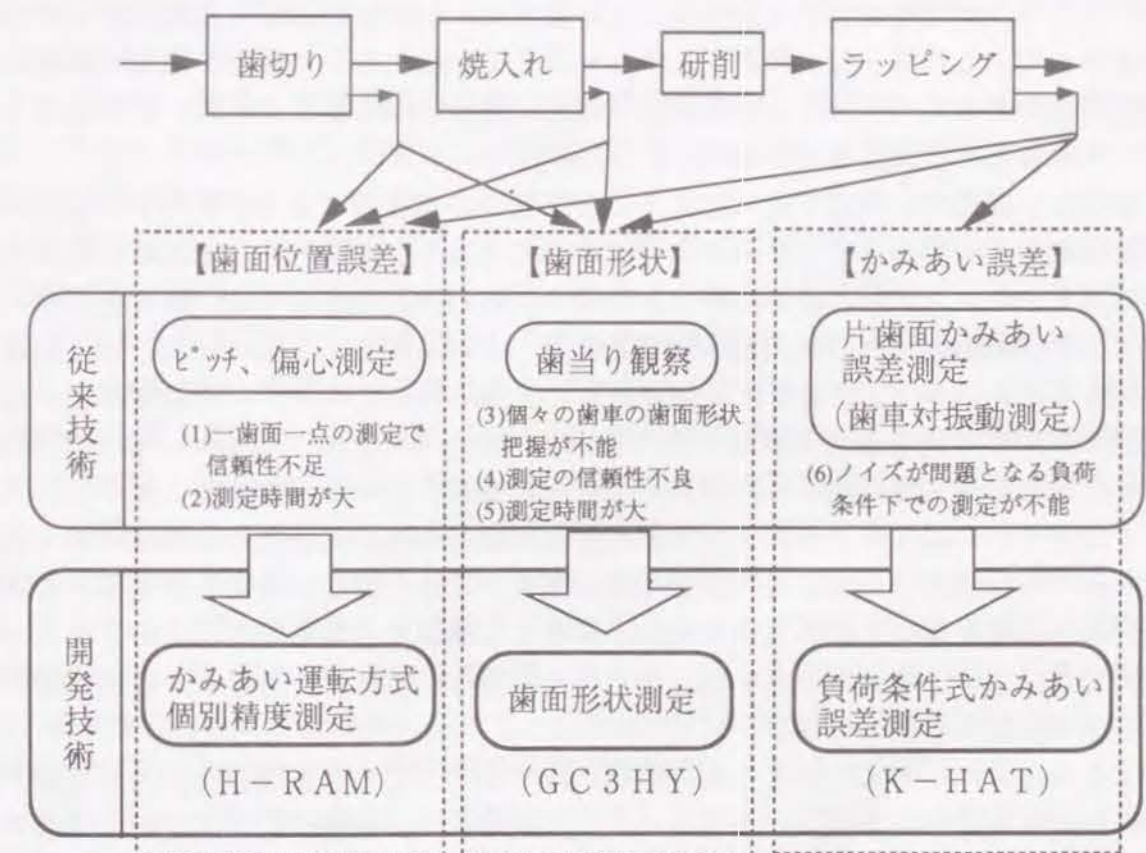 歯切り
焼入れ
研削
ラッピング
【歯面位置誤差】
【歯面形状】
【かみあい誤差】
従来技術
ﾋﾟｯﾁ、偏心測定
(1)一歯面一点の測定で
信頼性不足
(2)測定時間が大
歯当り観察
(3)個々の歯車の歯面形状
把握が不能
(4)測定の信頼性不良
(5)測定時間が大
片歯面かみあい
誤差測定
(歯車対振動測定)
(6)ノイズが問題となる負荷
条件下での測定が不能
開発技術
かみあい運転方式
個別精度測定
(H-RAM)
歯面形状測定
(GC3HY)
負荷条件式かみあい
誤差測定
(K-HAT)